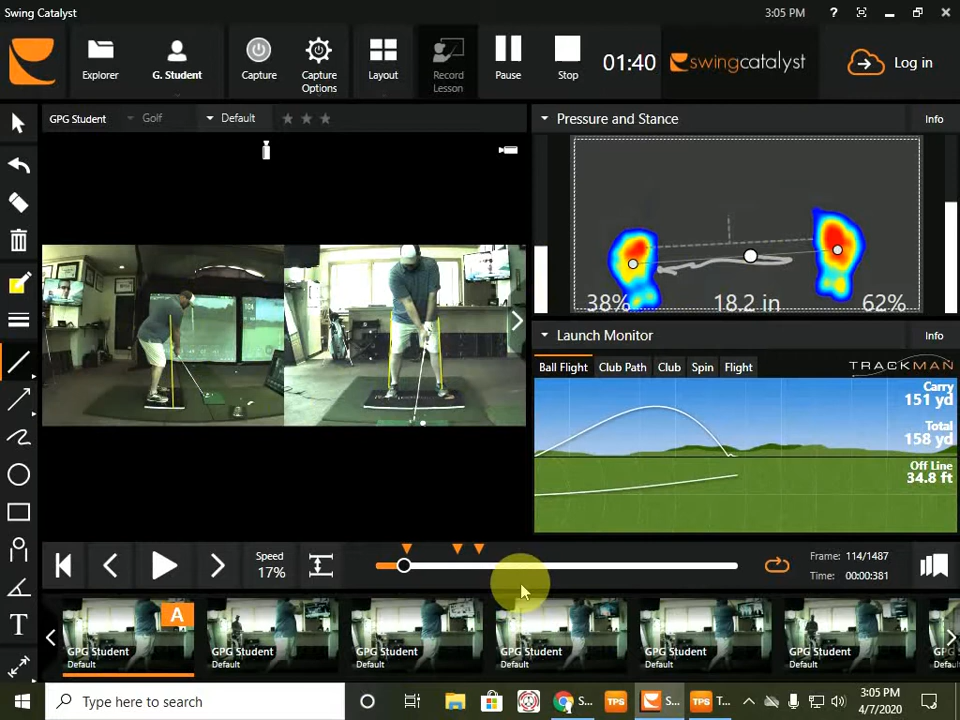 Swing Catalyst
3:05 PM
?
Explorer
G. Student
Capture
Capture
Options
Layout
Record
Lesson
Pause
Stop
01:40
swingcatalyst
Log in
GPG Student
Golf
Default
Pressure and Stance
Info
38%
18.2 in
62%
Launch Monitor
Info
Ball Flight
Club Path
Club
Spin
Flight
TRACKMAN
Carry
151 yd
Total
158 yd
Off Line
34.8 ft
Speed
17%
Frame: 114/1487
Time: 00:00:381
T
A
GPG Student
Default
GPG Student
Default
GPG Student
Default
GPG Student
Default
GPG Student
Default
GPG Student
Default
GPG
Default
Type here to search
TPS
S...
S...
TPS
T...
3:05 PM
4/7/2020